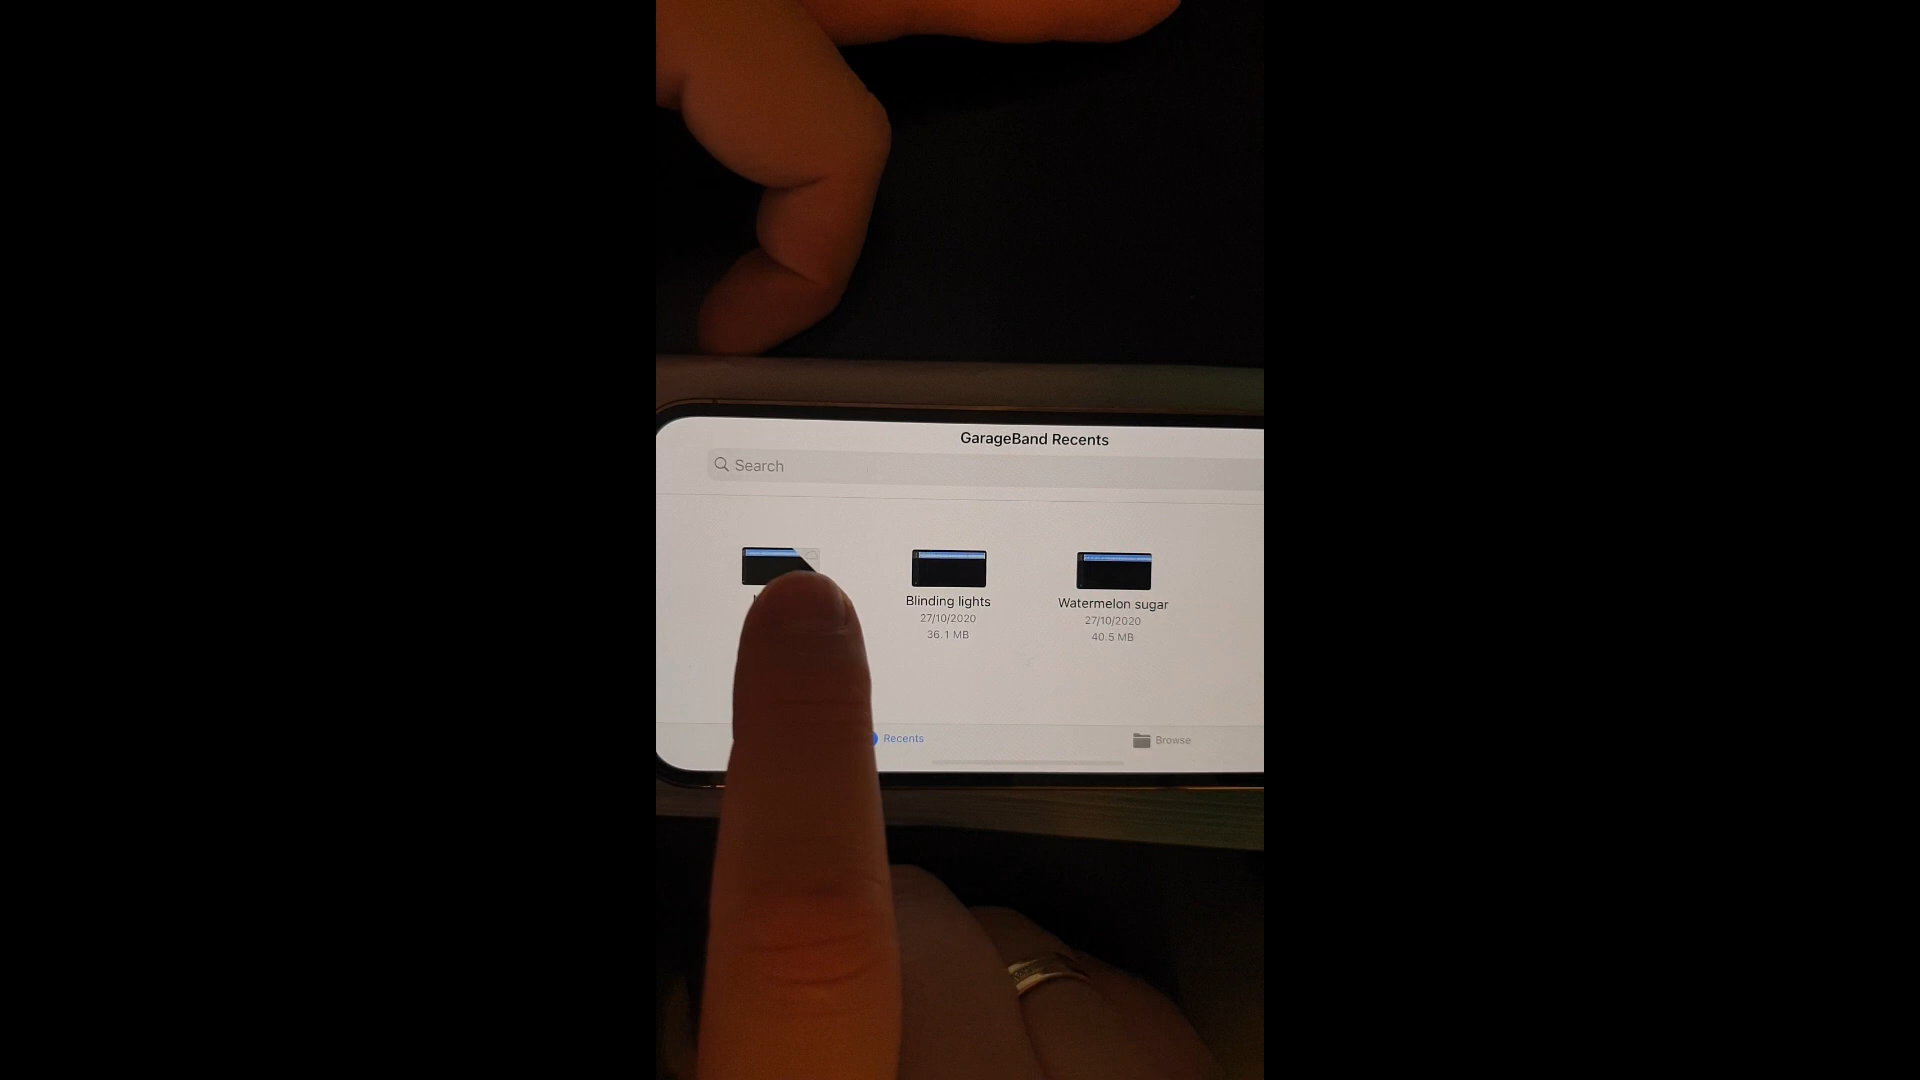 GarageBand Recents
Search
Blinding lights
27/10/2020
36.1 MB
Watermelon sugar
27/10/2020
40.5 MB
Recents
Browse